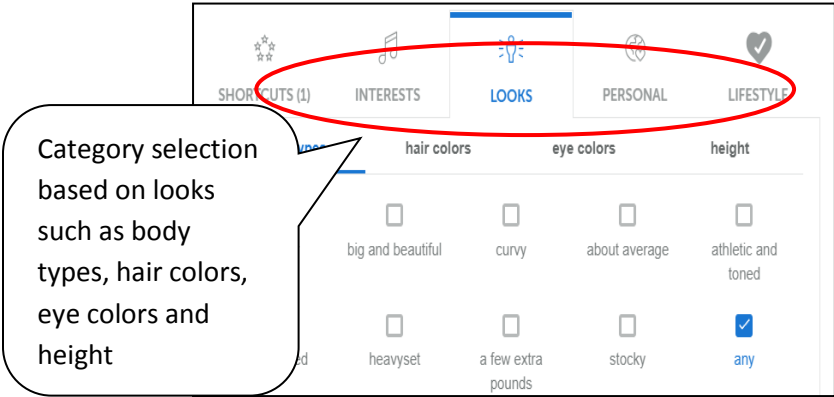 SHORTCUTS (1) INTERESTS LOOKS PERSONAL LIFESTYLE
hair colors eye colors height
big and beautiful curvy about average athletic and toned
heavyset a few extra pounds stocky any
Category selection
based on looks
such as body
types, hair colors,
eye colors and
height